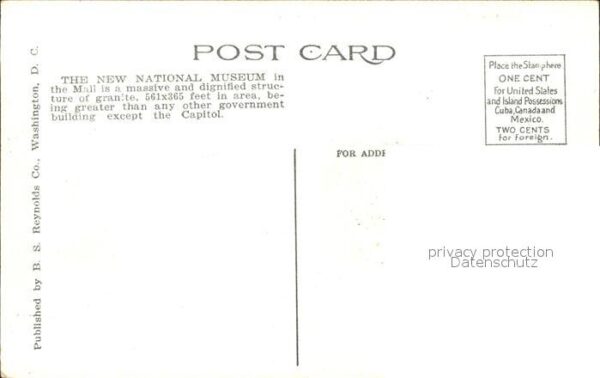 POST CARD
THE NEW NATIONAL MUSEUM in
the Mall is a massive and dignified struc-
ture of granite, 561x365 feet in area, be-
ing greater than any other government
building except the Capitol.
Place the Stamp here
ONE CENT
For United States
and Island Possessions
Cuba, Canada and
Mexico.
TWO CENTS
For Foreign.
FOR ADDR
privacy protection
Datenschutz
Published by B. S. Reynolds Co., Washington, D. C.